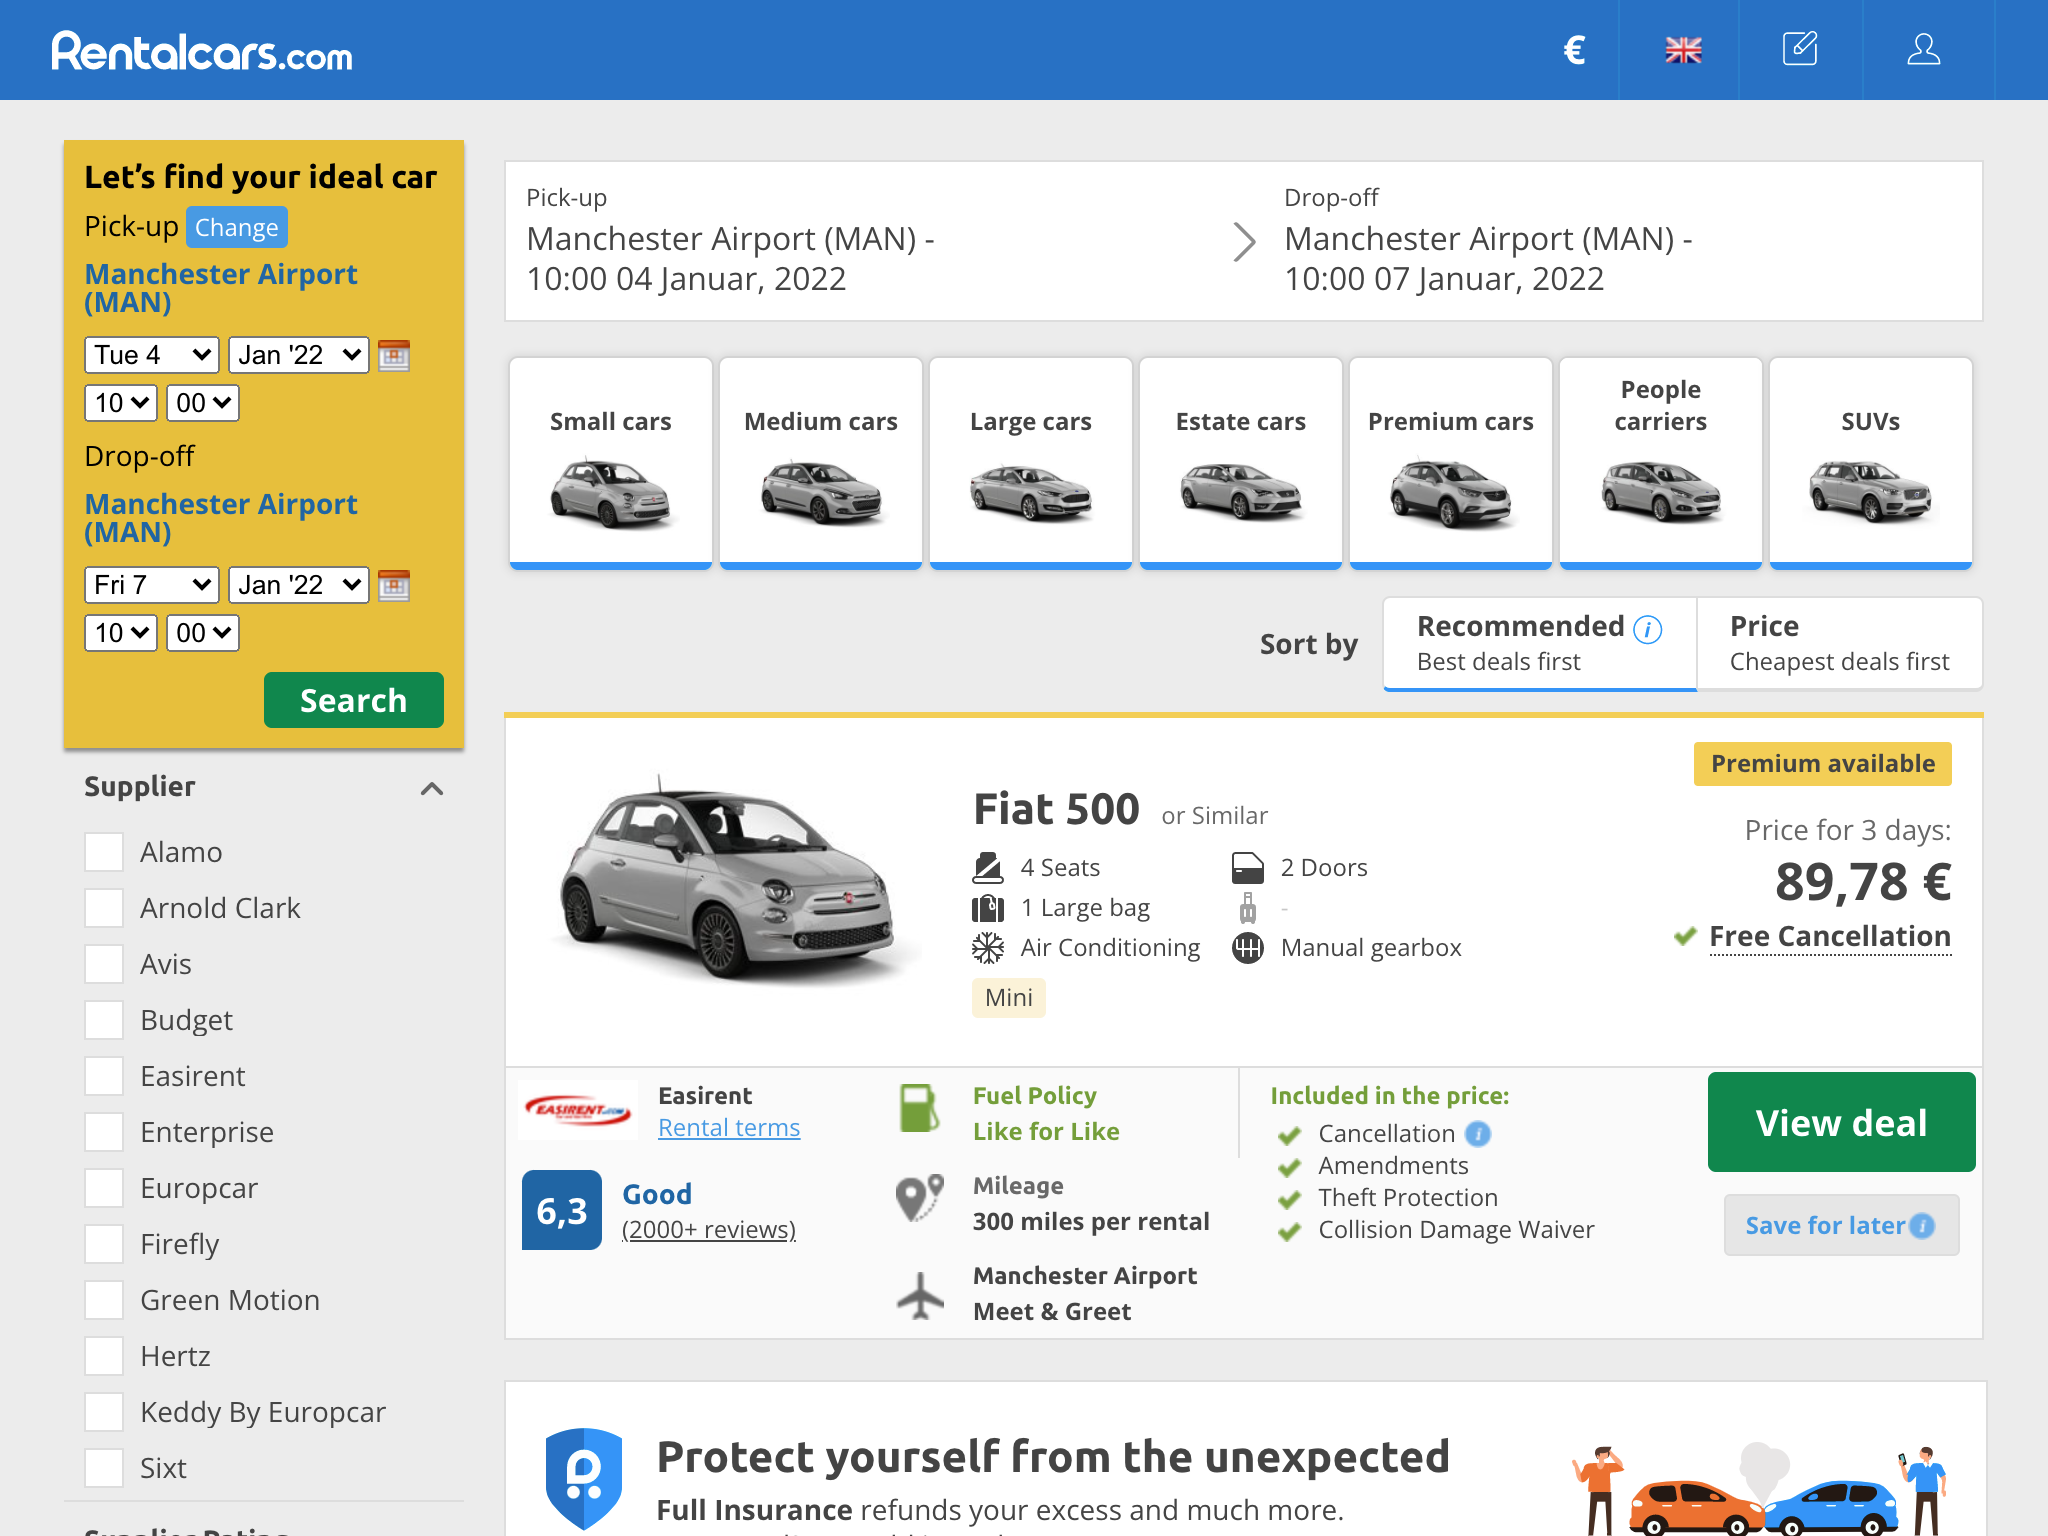 Rentalcars.com
€
Let's find your ideal car
Pick-up Change
Manchester Airport
(MAN)
Tue 4 Jan '22
10 00
Drop-off
Manchester Airport
(MAN)
Fri 7 Jan '22
10 00
Search
Supplier
Alamo
Arnold Clark
Avis
Budget
Easirent
Enterprise
Europcar
Firefly
Green Motion
Hertz
Keddy By Europcar
Sixt
Pick-up
Manchester Airport (MAN) -
10:00 04 Januar, 2022
Drop-off
Manchester Airport (MAN) -
10:00 07 Januar, 2022
Small cars
Medium cars
Large cars
Estate cars
Premium cars
People
carriers
SUVs
Sort by
Recommended i
Best deals first
Price
Cheapest deals first
Premium available
Fiat 500 or Similar
4 Seats
2 Doors
1 Large bag
-
Air Conditioning
Manual gearbox
Mini
Price for 3 days:
89,78 €
Free Cancellation
EASIRENT.COM
Easirent
Rental terms
6,3
Good
(2000+ reviews)
Fuel Policy
Like for Like
Mileage
300 miles per rental
Manchester Airport
Meet & Greet
Included in the price:
Cancellation i
Amendments
Theft Protection
Collision Damage Waiver
View deal
Save for later i
Protect yourself from the unexpected
Full Insurance refunds your excess and much more.